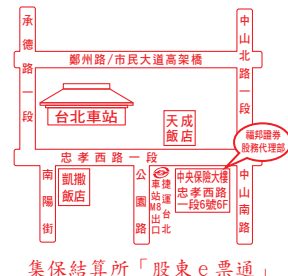 承德路一段
中山北路一段
鄭州路/市民大道高架橋
台北車站
天成
飯店
福邦證券
股務代理部
忠孝西路一段
南陽街
凱撒
飯店
公園路
捷運台北
車站M8出口
中央保險大樓
忠孝西路
一段6號6F
中山南路
集保結算所「股東e票通」